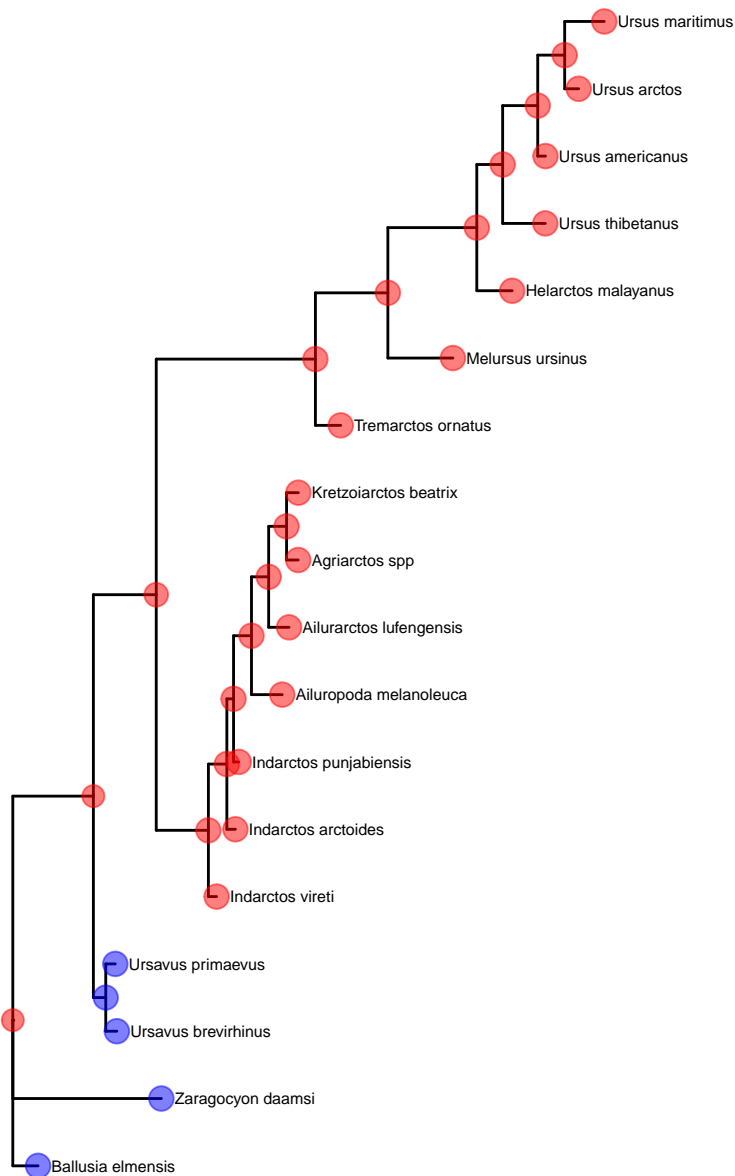 Ursus maritimus
Ursus arctos
Ursus americanus
Ursus thibetanus
Helarctos malayanus
Melursus ursinus
Tremarctos ornatus
Kretzoiarctos beatrix
Agriarctos spp
Ailurarctos lufengensis
Ailuropoda melanoleuca
Indarctos punjabiensis
Indarctos arctoides
Indarctos vireti
Ursavus primaevus
Ursavus brevirhinus
Zaragocyon daamsi
Ballusia elmensis